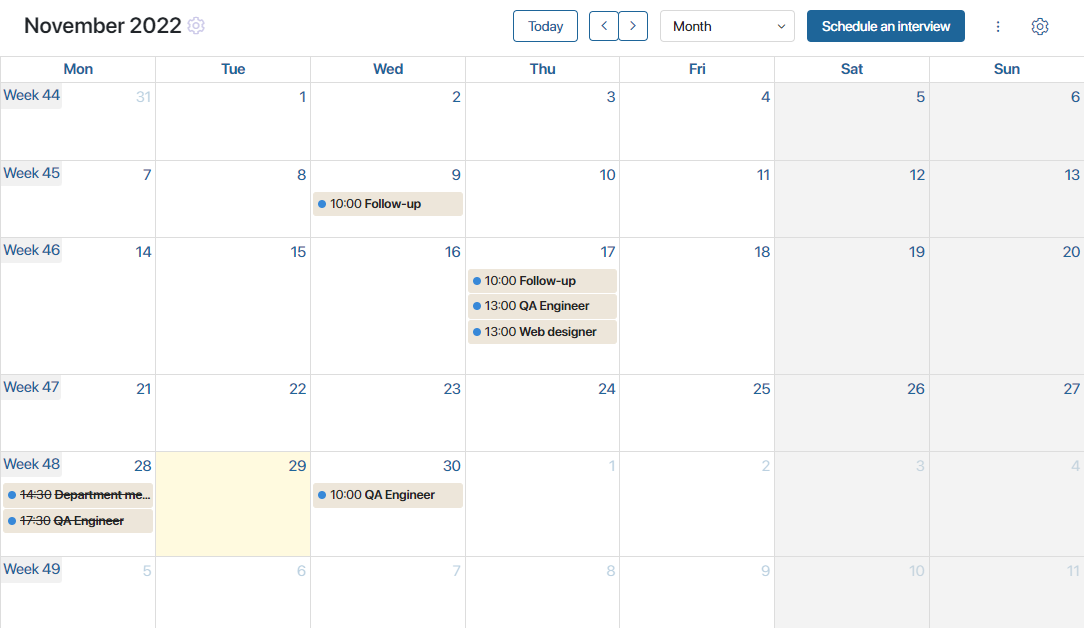 November 2022
Today
Month
Schedule an interview
Mon Tue Wed Thu Fri Sat Sun
Week 44 31 1 2 3 4 5 6
Week 45 7 8 9 10 11 12 13
10:00 Follow-up
Week 46 14 15 16 17 18 19 20
10:00 Follow-up
13:00 QA Engineer
13:00 Web designer
Week 47 21 22 23 24 25 26 27
Week 48 28 29 30 1 2 3 4
14:30 Department me... 10:00 QA Engineer
17:30 QA Engineer
Week 49 5 6 7 8 9 10 11